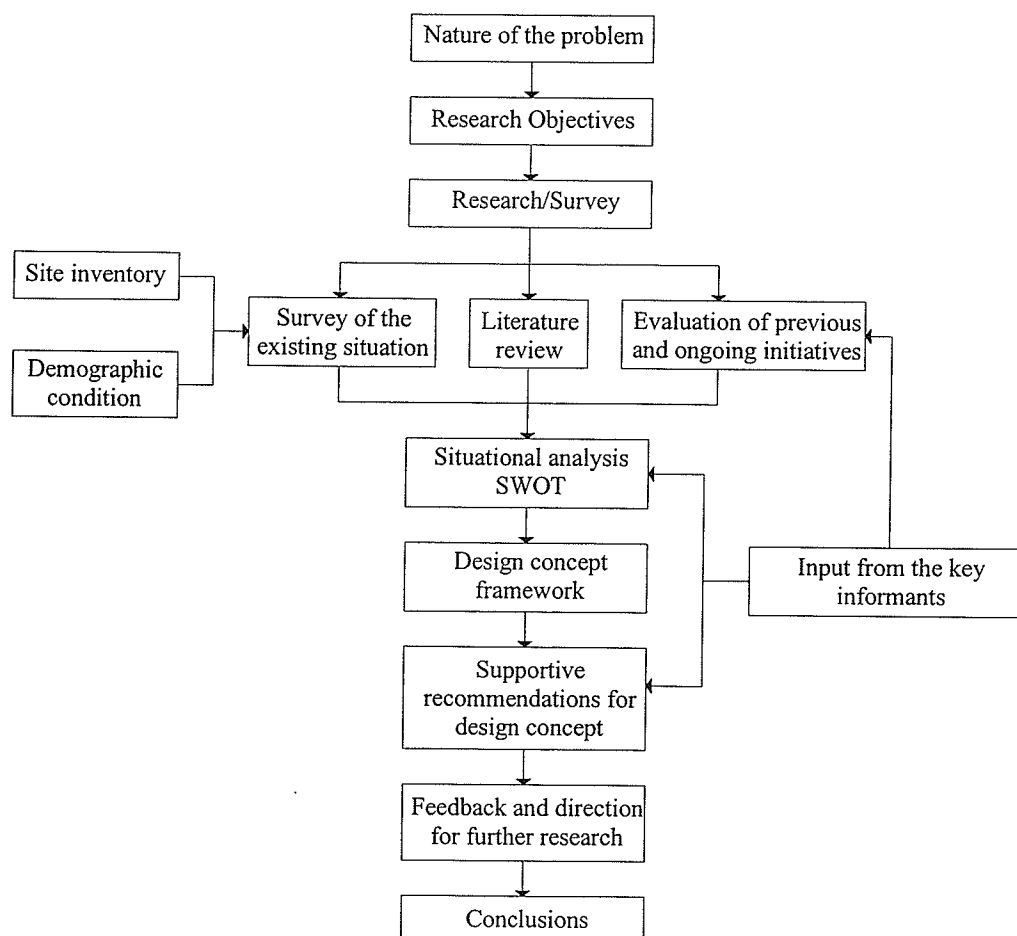 Nature of the problem
Research Objectives
Research/Survey
Site inventory
Demographic
condition
Survey of the
existing situation
Literature
review
Evaluation of previous
and ongoing initiatives
Situational analysis
SWOT
Design concept
framework
Input from the key
informants
Supportive
recommendations for
design concept
Feedback and direction
for further research
Conclusions